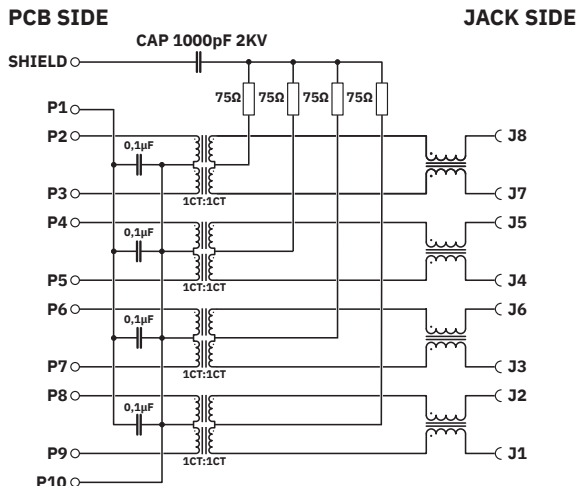 PCB SIDE JACK SIDE
CAP 1000pF 2KV
SHIELD
75Ω 75Ω 75Ω 75Ω
P1
P2 J8
0,1µF
P3 J7
1CT:1CT
P4 J5
0,1µF
P5 J4
1CT:1CT
P6 J6
0,1µF
P7 J3
1CT:1CT
P8 J2
0,1µF
P9 J1
1CT:1CT
P10